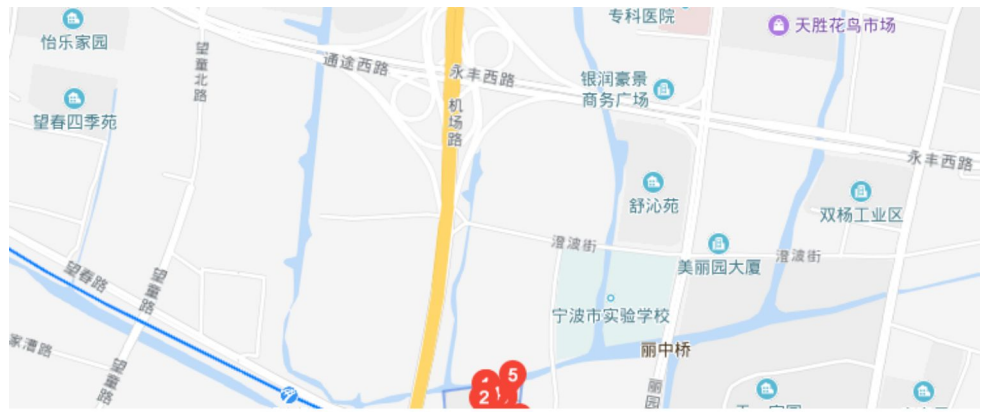 专科医院
天胜花鸟市场
怡乐家园
望童北路
通途西路
永丰西路
银润豪景
商务广场
望春四季苑
机场路
永丰西路
舒沁苑
双杨工业区
澄波街
美丽园大厦
澄波街
望春路
望童路
宁波市实验学校
家漕路
丽中桥
望童路
5
2
丽园